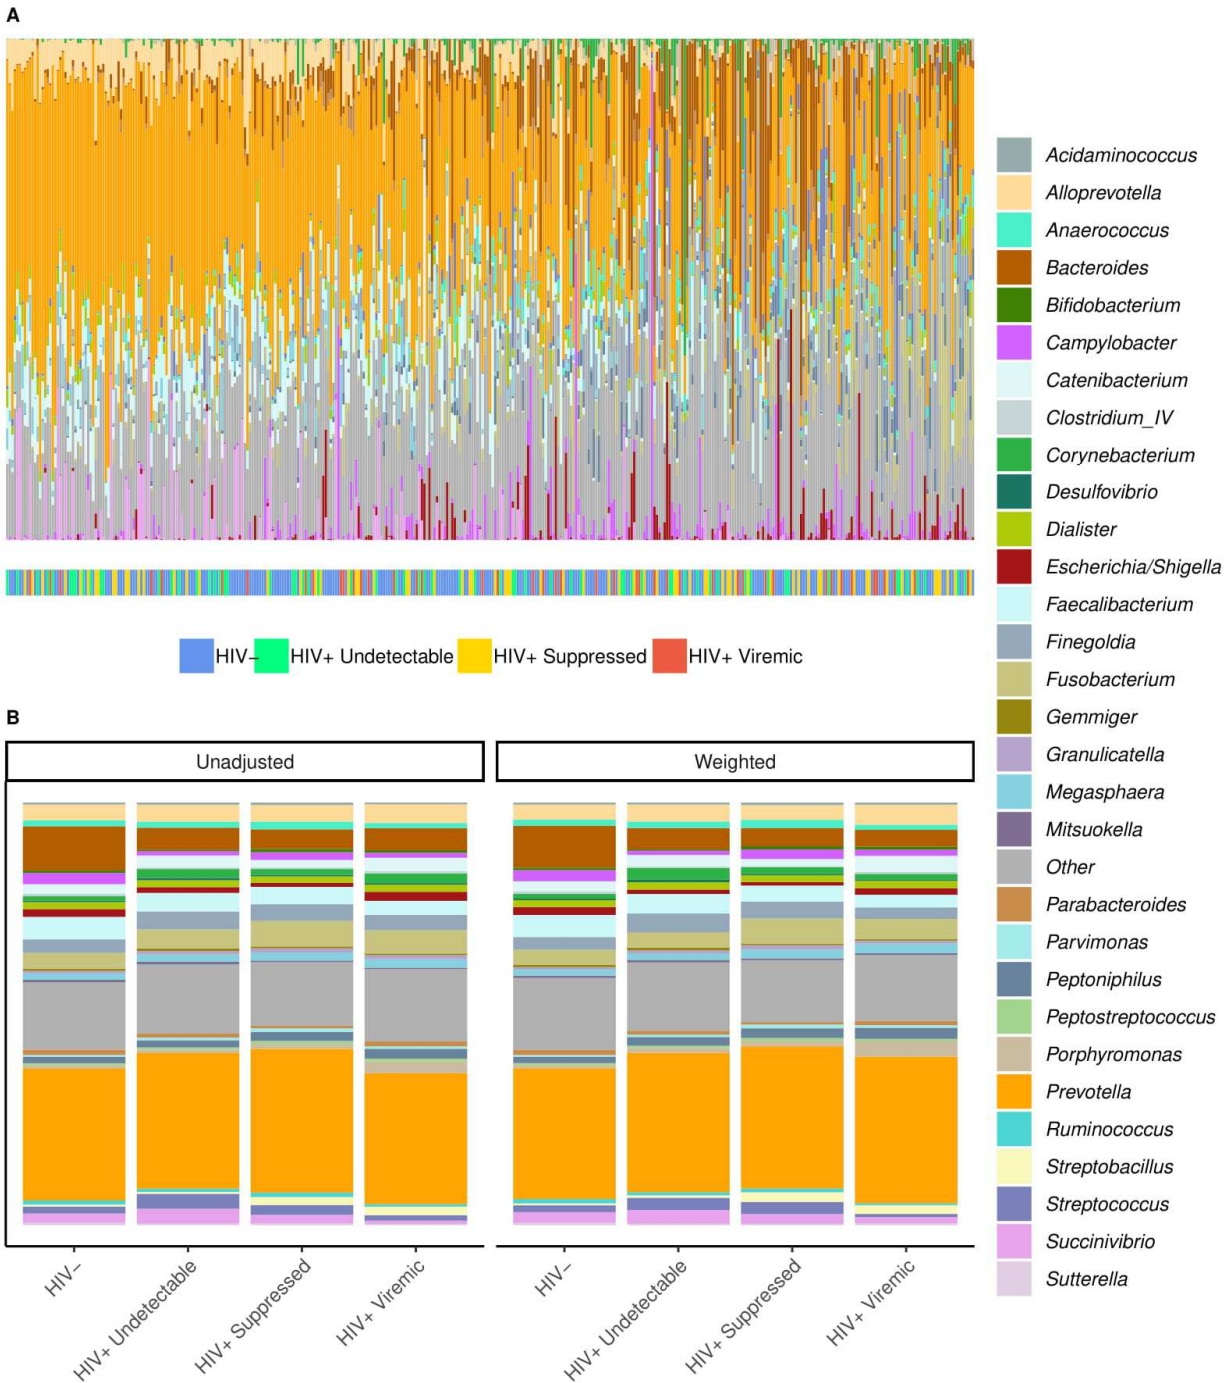 A
HIV−
HIV+ Undetectable
HIV+ Suppressed
HIV+ Viremic
B
Unadjusted
Weighted
HIV−
HIV+ Undetectable
HIV+ Suppressed
HIV+ Viremic
HIV−
HIV+ Undetectable
HIV+ Suppressed
HIV+ Viremic
Acidaminococcus
Alloprevotella
Anaerococcus
Bacteroides
Bifidobacterium
Campylobacter
Catenibacterium
Clostridium_IV
Corynebacterium
Desulfovibrio
Dialister
Escherichia/Shigella
Faecalibacterium
Finegoldia
Fusobacterium
Gemmiger
Granulicatella
Megasphaera
Mitsuokella
Other
Parabacteroides
Parvimonas
Peptoniphilus
Peptostreptococcus
Porphyromonas
Prevotella
Ruminococcus
Streptobacillus
Streptococcus
Succinivibrio
Sutterella